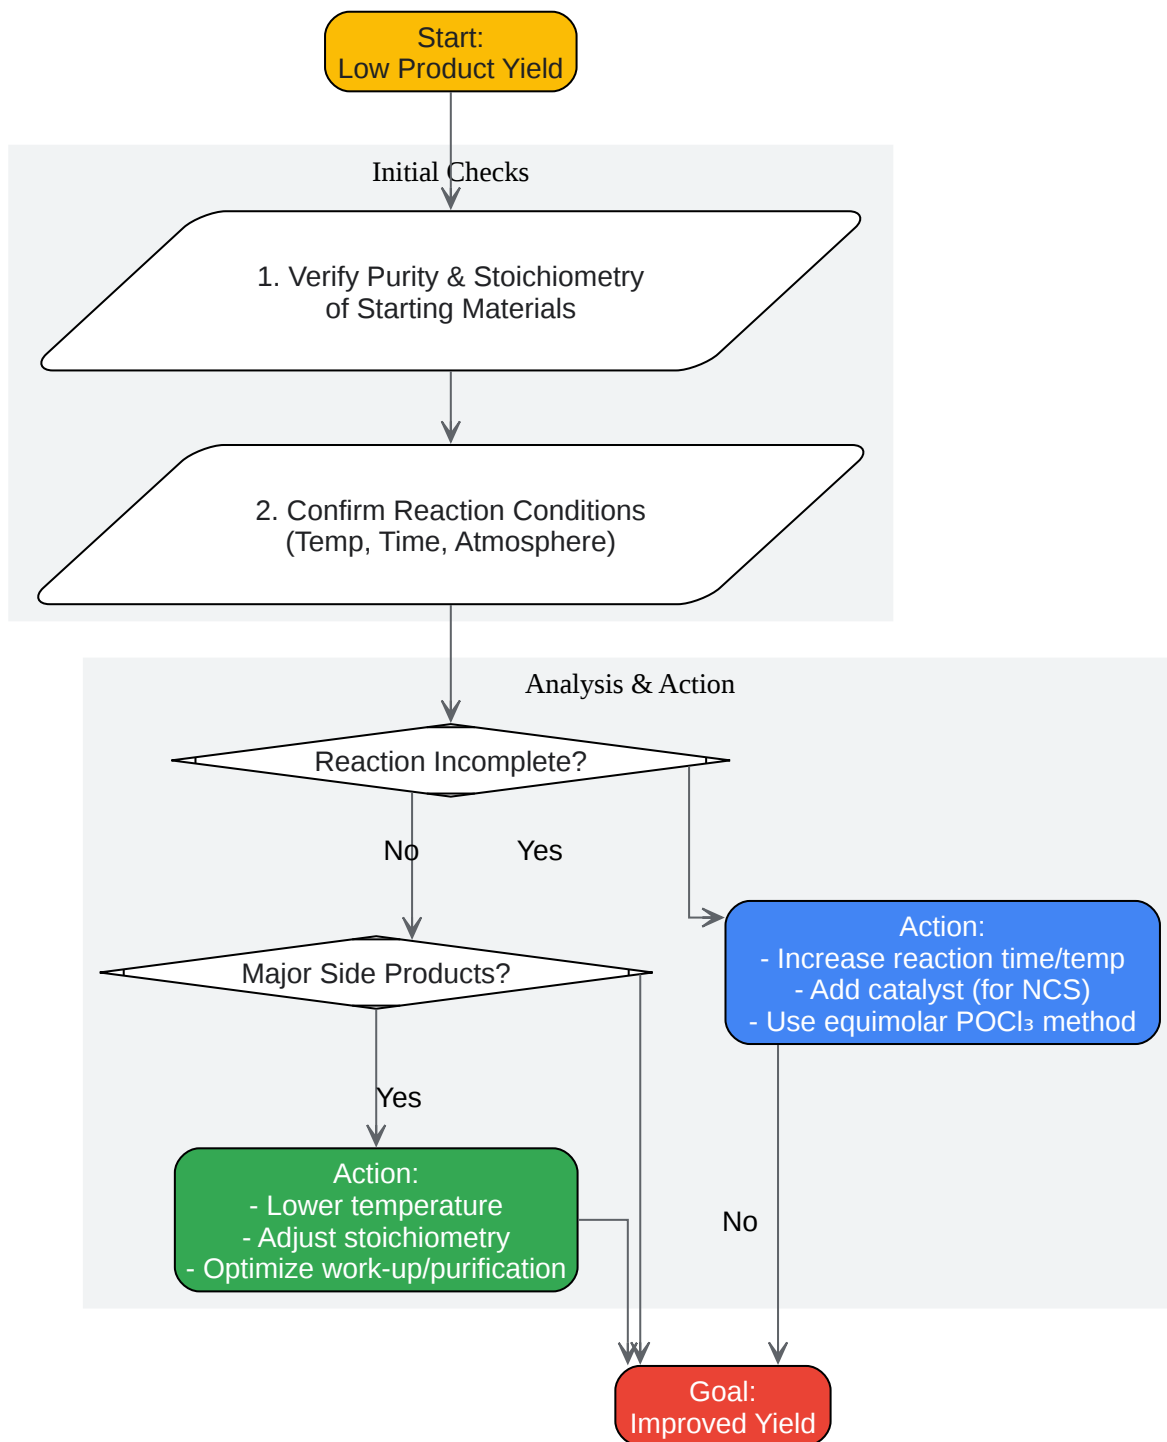 Start:
Low Product Yield
Initial Checks
1. Verify Purity & Stoichiometry
of Starting Materials
2. Confirm Reaction Conditions
(Temp, Time, Atmosphere)
Analysis & Action
Reaction Incomplete?
No
Yes
Action:
- Increase reaction time/temp
- Add catalyst (for NCS)
- Use equimolar POCl₃ method
Major Side Products?
Yes
Action:
- Lower temperature
- Adjust stoichiometry
- Optimize work-up/purification
No
Goal:
Improved Yield